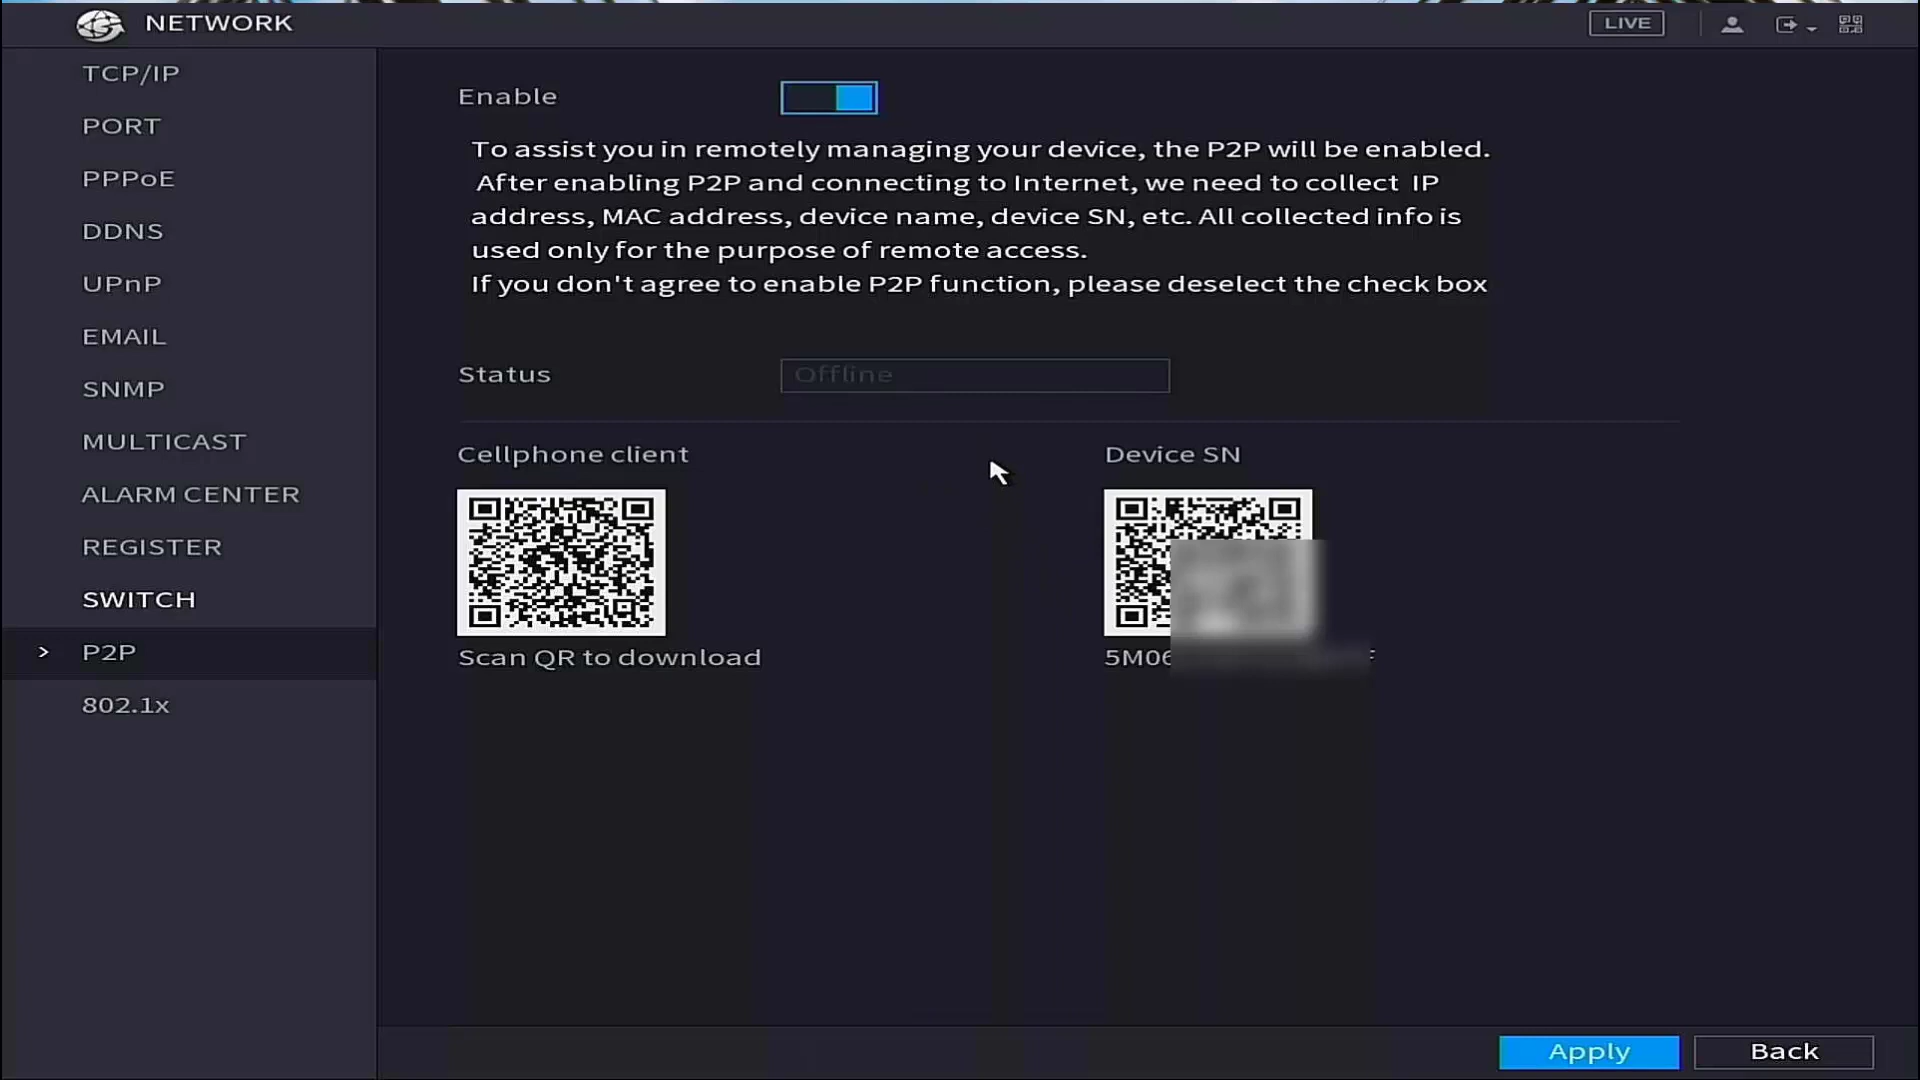 NETWORK
LIVE
TCP/IP
PORT
PPPoE
DDNS
UPnP
EMAIL
SNMP
MULTICAST
ALARM CENTER
REGISTER
SWITCH
> P2P
802.1x
Enable
To assist you in remotely managing your device, the P2P will be enabled.
After enabling P2P and connecting to Internet, we need to collect IP
address, MAC address, device name, device SN, etc. All collected info is
used only for the purpose of remote access.
If you don't agree to enable P2P function, please deselect the check box
Status
Offline
Cellphone client
Scan QR to download
Device SN
Apply
Back